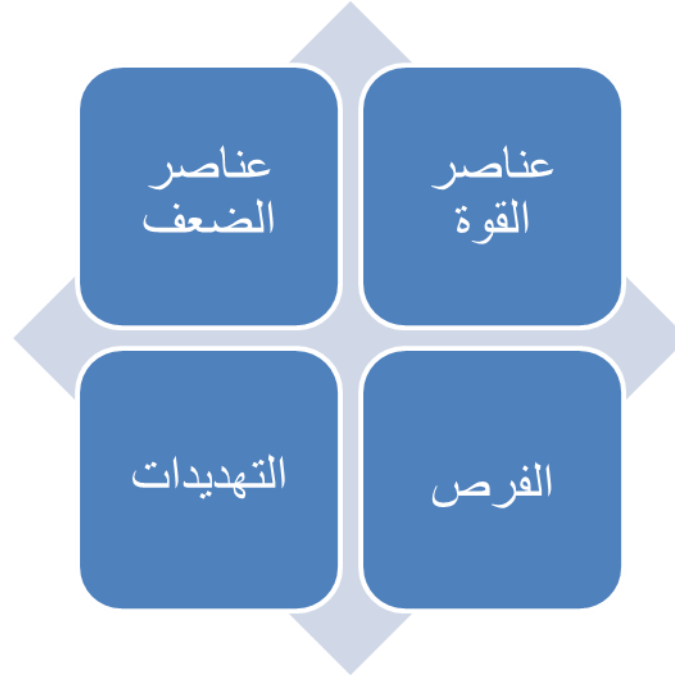 عناصر
القوة
عناصر
الضعف
الفرص
التهديدات